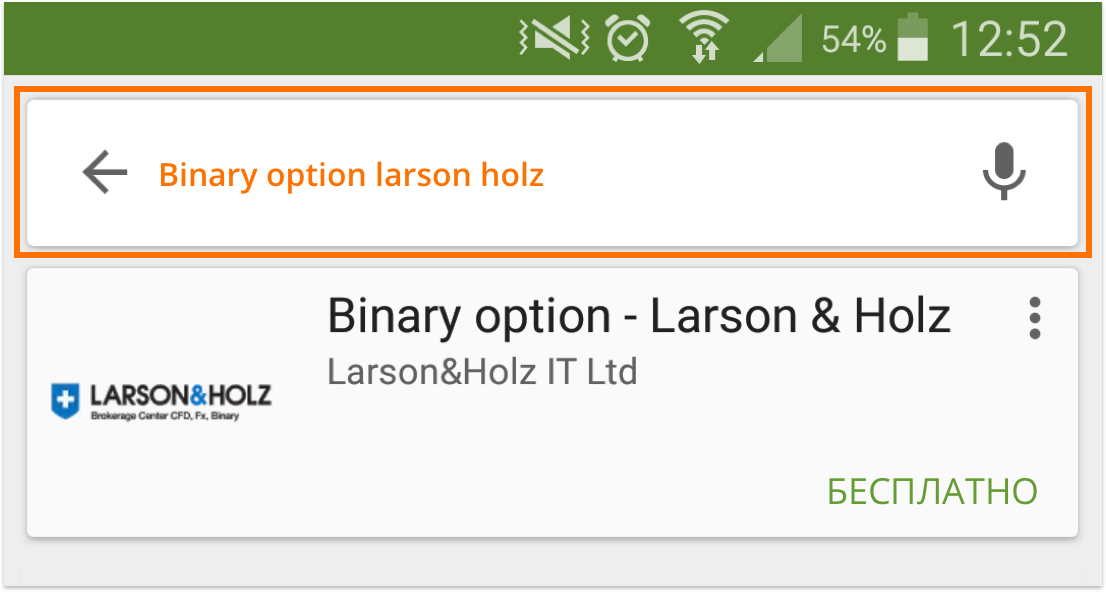 54% 12:52
Binary option larson holz
Binary option - Larson & Holz
Larson&Holz IT Ltd
LARSON&HOLZ
Brokerage Center CFD, Fx, Binary
БЕСПЛАТНО